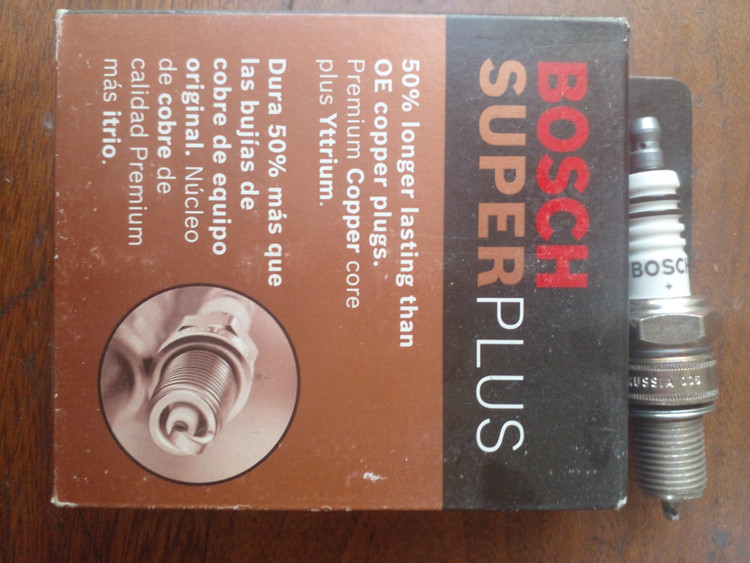 BOSCH
SUPERPLUS
50% longer lasting than
OE copper plugs.
Premium Copper core
plus Yttrium.
Dura 50% más que
las bujías de
cobre de equipo
original. Núcleo
de cobre de
calidad Premium
más itrio.
BOSCH
+
RUSSIA